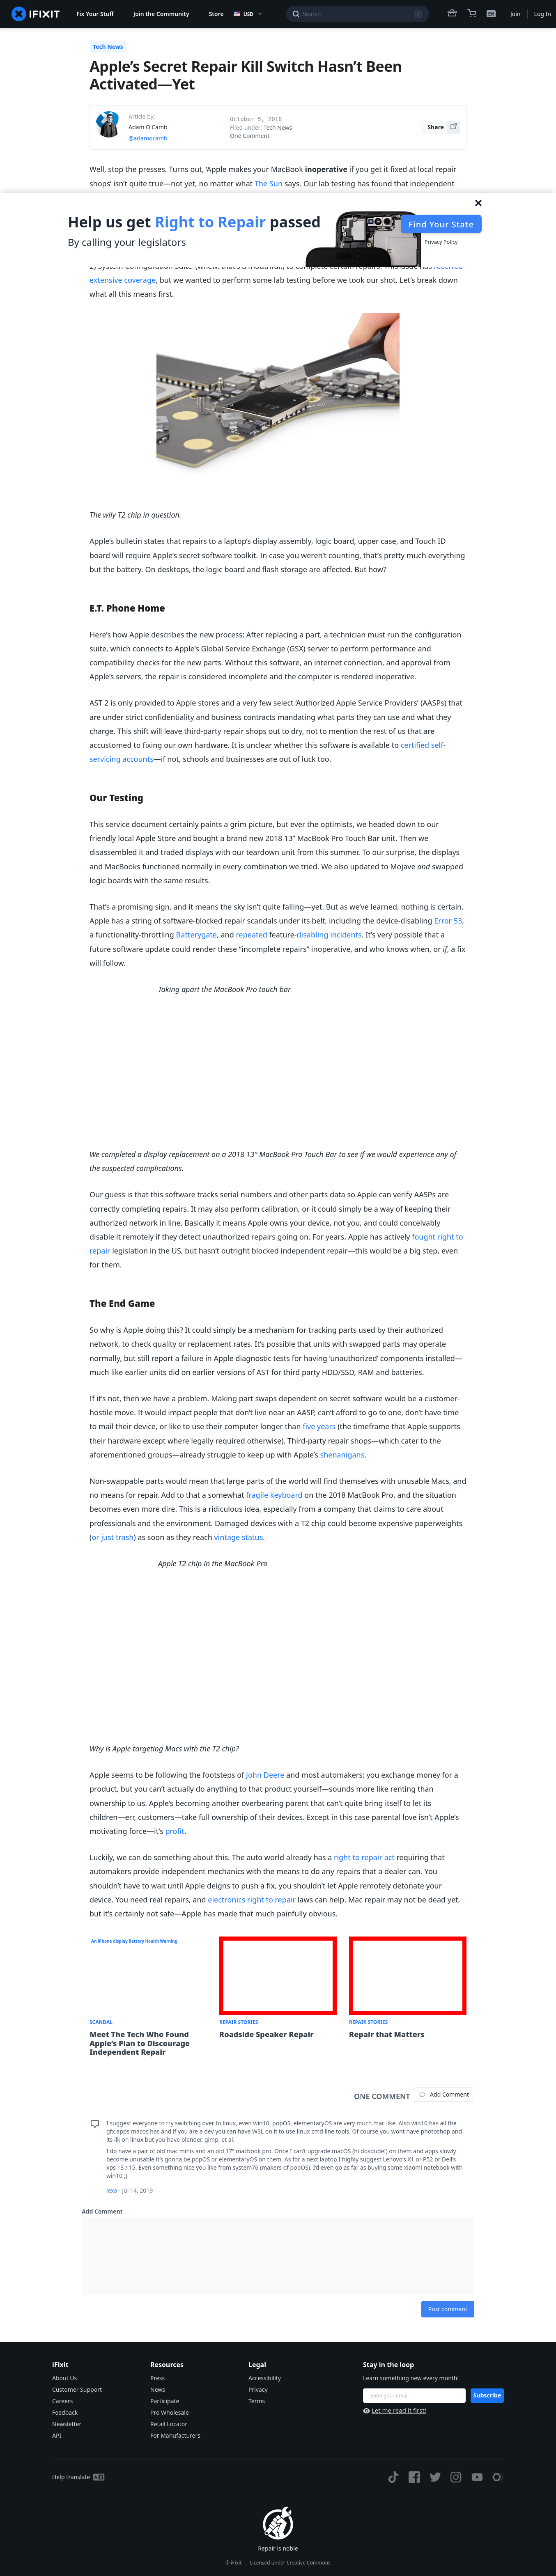 IFIXIT
Fix Your Stuff
Join the Community
Store
USD
Search
/
EN
Join
Log In
Tech News
Apple’s Secret Repair Kill Switch Hasn’t Been
Activated—Yet
Article by:
Adam O'Camb
@adamocamb
October 5, 2018
Filed under: Tech News
One Comment
Share
Well, stop the presses. Turns out, ‘Apple makes your MacBook inoperative if you get it fixed at local repair
shops’ isn’t quite true—not yet, no matter what The Sun says. Our lab testing has found that independent
Help us get Right to Repair passed
By calling your legislators
Find Your State
Privacy Policy
extensive coverage, but we wanted to perform some lab testing before we took our shot. Let’s break down
what all this means first.
The wily T2 chip in question.
Apple’s bulletin states that repairs to a laptop’s display assembly, logic board, upper case, and Touch ID
board will require Apple’s secret software toolkit. In case you weren’t counting, that’s pretty much everything
but the battery. On desktops, the logic board and flash storage are affected. But how?
E.T. Phone Home
Here’s how Apple describes the new process: After replacing a part, a technician must run the configuration
suite, which connects to Apple’s Global Service Exchange (GSX) server to perform performance and
compatibility checks for the new parts. Without this software, an internet connection, and approval from
Apple’s servers, the repair is considered incomplete and the computer is rendered inoperative.
AST 2 is only provided to Apple stores and a very few select ‘Authorized Apple Service Providers’ (AASPs) that
are under strict confidentiality and business contracts mandating what parts they can use and what they
charge. This shift will leave third-party repair shops out to dry, not to mention the rest of us that are
accustomed to fixing our own hardware. It is unclear whether this software is available to certified self-
servicing accounts—if not, schools and businesses are out of luck too.
Our Testing
This service document certainly paints a grim picture, but ever the optimists, we headed down to our
friendly local Apple Store and bought a brand new 2018 13” MacBook Pro Touch Bar unit. Then we
disassembled it and traded displays with our teardown unit from this summer. To our surprise, the displays
and MacBooks functioned normally in every combination we tried. We also updated to Mojave and swapped
logic boards with the same results.
That’s a promising sign, and it means the sky isn’t quite falling—yet. But as we’ve learned, nothing is certain.
Apple has a string of software-blocked repair scandals under its belt, including the device-disabling Error 53,
a functionality-throttling Batterygate, and repeated feature-disabling incidents. It’s very possible that a
future software update could render these “incomplete repairs” inoperative, and who knows when, or if, a fix
will follow.
Taking apart the MacBook Pro touch bar
We completed a display replacement on a 2018 13” MacBook Pro Touch Bar to see if we would experience any of
the suspected complications.
Our guess is that this software tracks serial numbers and other parts data so Apple can verify AASPs are
correctly completing repairs. It may also perform calibration, or it could simply be a way of keeping their
authorized network in line. Basically it means Apple owns your device, not you, and could conceivably
disable it remotely if they detect unauthorized repairs going on. For years, Apple has actively fought right to
repair legislation in the US, but hasn’t outright blocked independent repair—this would be a big step, even
for them.
The End Game
So why is Apple doing this? It could simply be a mechanism for tracking parts used by their authorized
network, to check quality or replacement rates. It’s possible that units with swapped parts may operate
normally, but still report a failure in Apple diagnostic tests for having ‘unauthorized’ components installed—
much like earlier units did on earlier versions of AST for third party HDD/SSD, RAM and batteries.
If it’s not, then we have a problem. Making part swaps dependent on secret software would be a customer-
hostile move. It would impact people that don’t live near an AASP, can’t afford to go to one, don’t have time
to mail their device, or like to use their computer longer than five years (the timeframe that Apple supports
their hardware except where legally required otherwise). Third-party repair shops—which cater to the
aforementioned groups—already struggle to keep up with Apple’s shenanigans.
Non-swappable parts would mean that large parts of the world will find themselves with unusable Macs, and
no means for repair. Add to that a somewhat fragile keyboard on the 2018 MacBook Pro, and the situation
becomes even more dire. This is a ridiculous idea, especially from a company that claims to care about
professionals and the environment. Damaged devices with a T2 chip could become expensive paperweights
(or just trash) as soon as they reach vintage status.
Apple T2 chip in the MacBook Pro
Why is Apple targeting Macs with the T2 chip?
Apple seems to be following the footsteps of John Deere and most automakers: you exchange money for a
product, but you can’t actually do anything to that product yourself—sounds more like renting than
ownership to us. Apple’s becoming another overbearing parent that can’t quite bring itself to let its
children—err, customers—take full ownership of their devices. Except in this case parental love isn’t Apple’s
motivating force—it’s profit.
Luckily, we can do something about this. The auto world already has a right to repair act requiring that
automakers provide independent mechanics with the means to do any repairs that a dealer can. You
shouldn’t have to wait until Apple deigns to push a fix, you shouldn’t let Apple remotely detonate your
device. You need real repairs, and electronics right to repair laws can help. Mac repair may not be dead yet,
but it’s certainly not safe—Apple has made that much painfully obvious.
An iPhone display Battery Health Warning
SCANDAL
Meet The Tech Who Found
Apple’s Plan to Discourage
Independent Repair
REPAIR STORIES
Roadside Speaker Repair
REPAIR STORIES
Repair that Matters
ONE COMMENT
Add Comment
I suggest everyone to try switching over to linux, even win10. popOS, elementaryOS are very much mac like. Also win10 has all the
gfx apps macos has and if you are a dev you can have WSL on it to use linux cmd line tools. Of course you wont have photoshop and
its ilk on linux but you have blender, gimp, et al.
I do have a pair of old mac minis and an old 17” macbook pro. Once I can’t upgrade macOS (hi dosdude!) on them and apps slowly
become unusable it’s gonna be popOS or elementaryOS on them. As for a next laptop I highly suggest Lenovo’s X1 or P52 or Dell’s
xps 13 / 15. Even something nice you like from system76 (makers of popOS). I’ll even go as far as buying some xiaomi notebook with
win10 ;)
iexa - Jul 14, 2019
Add Comment
Post comment
iFixit
About Us
Customer Support
Careers
Feedback
Newsletter
API
Resources
Press
News
Participate
Pro Wholesale
Retail Locator
For Manufacturers
Legal
Accessibility
Privacy
Terms
Stay in the loop
Learn something new every month!
Enter your email
Subscribe
Let me read it first!
Help translate
Repair is noble
© iFixit — Licensed under Creative Commons